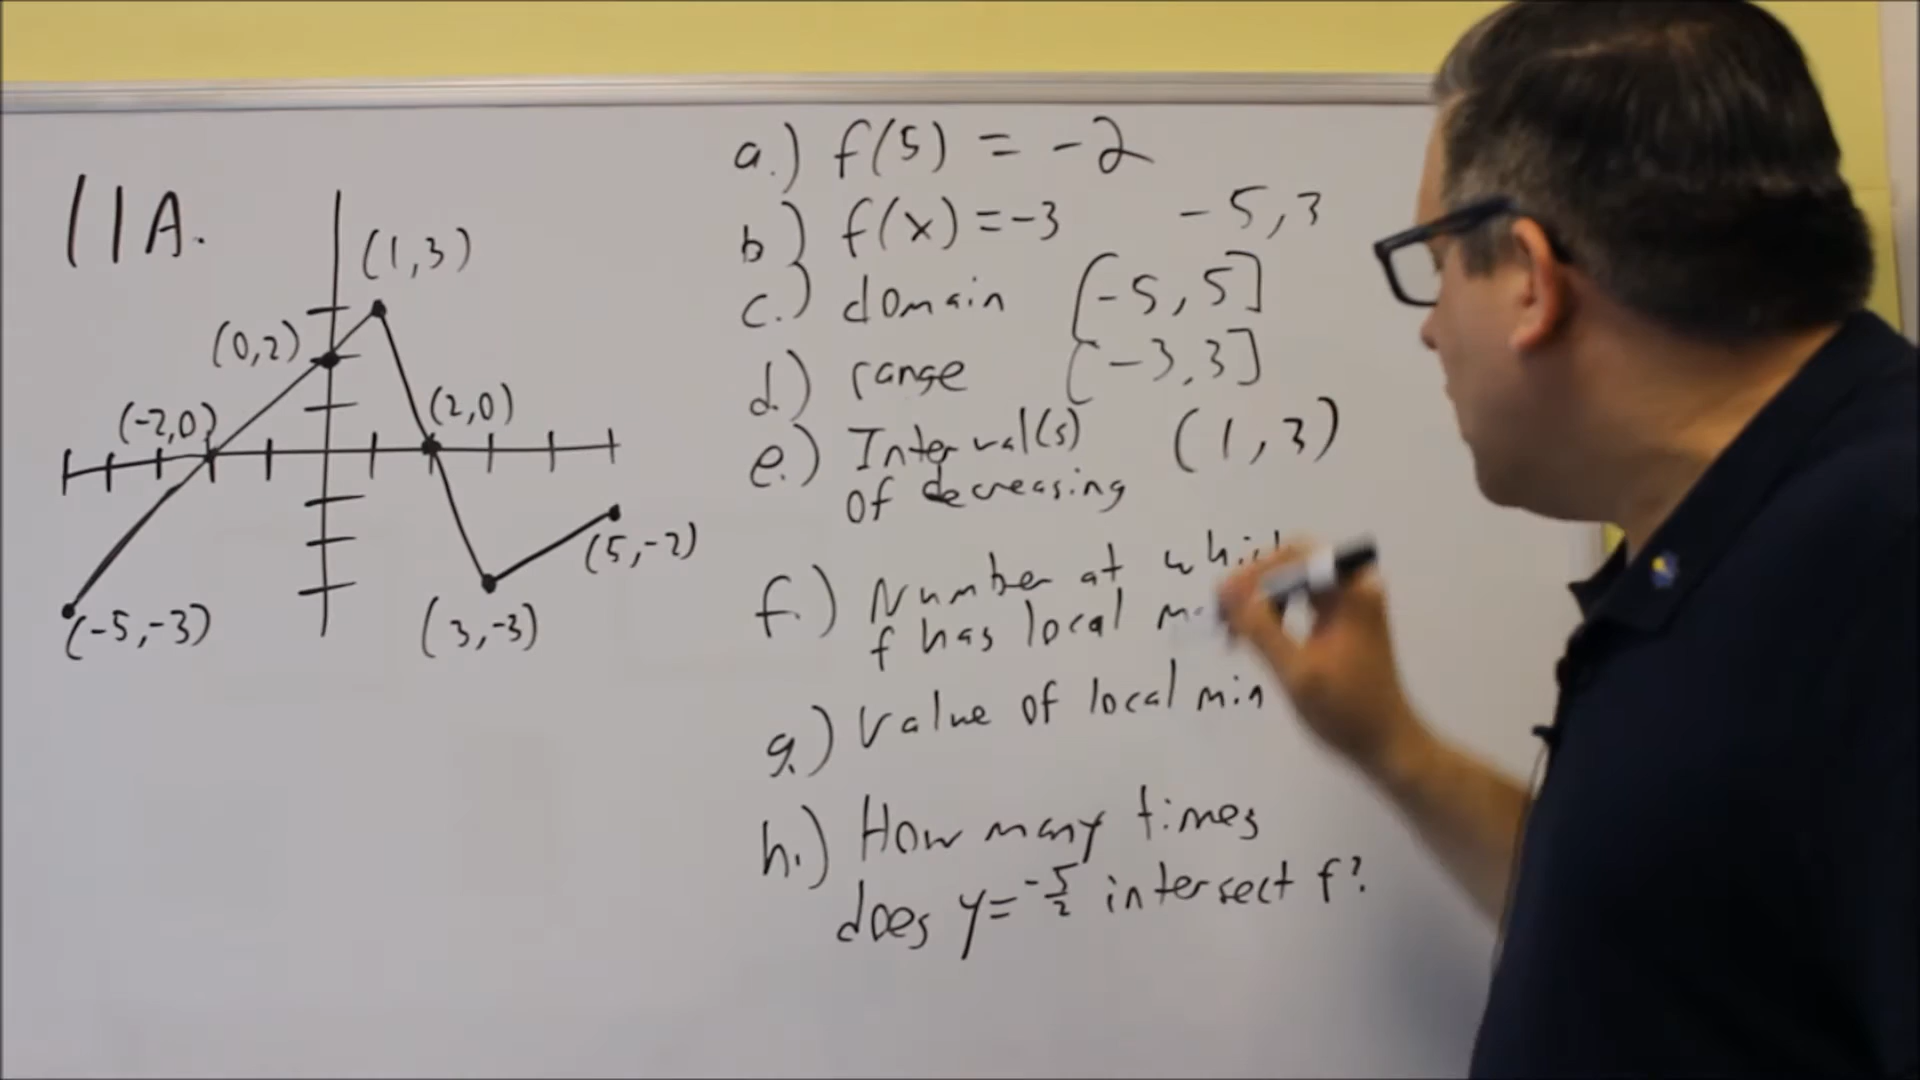 11A.
(1,3)
(0,2)
(-2,0)
(2,0)
(5,-2)
(-5,-3)
(3,-3)
a.) f(5) = -2
b) f(x) = -3 -5,3
c.) domain [-5,5]
d.) range [-3,3]
e.) Interval(s) (1,3)
of decreasing
f.) Number at
f has local
g.) Value of local min
h.) How many times
does y=-5/2 intersect f?